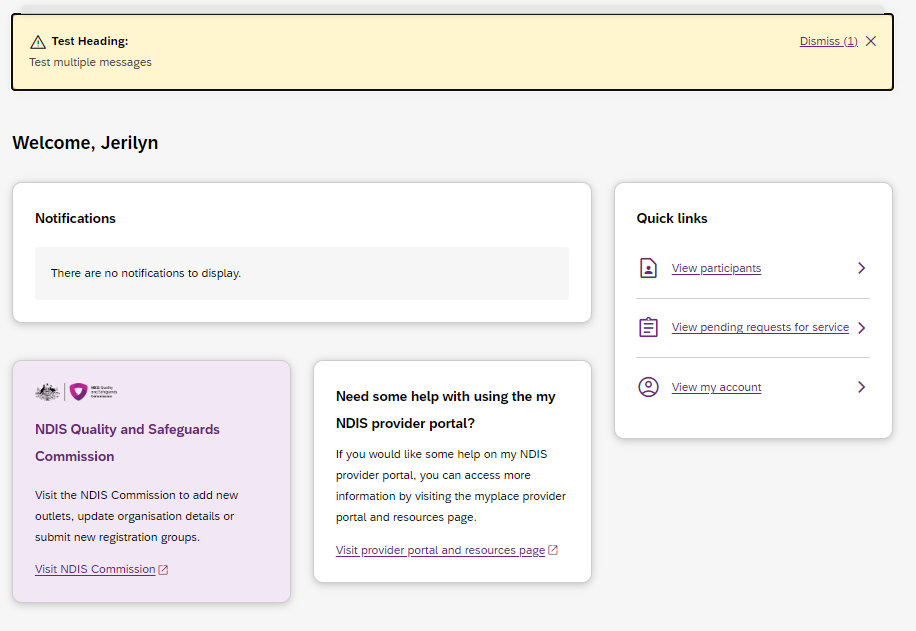 Test Heading:
Dismiss (1)
Test multiple messages
Welcome, Jerilyn
Notifications
There are no notifications to display.
Quick links
View participants
View pending requests for service
View my account
NDIS Quality
and Safeguards
Commission
NDIS Quality and Safeguards
Commission
Visit the NDIS Commission to add new
outlets, update organisation details or
submit new registration groups.
Visit NDIS Commission
Need some help with using the my
NDIS provider portal?
If you would like some help on my NDIS
provider portal, you can access more
information by visiting the myplace provider
portal and resources page.
Visit provider portal and resources page